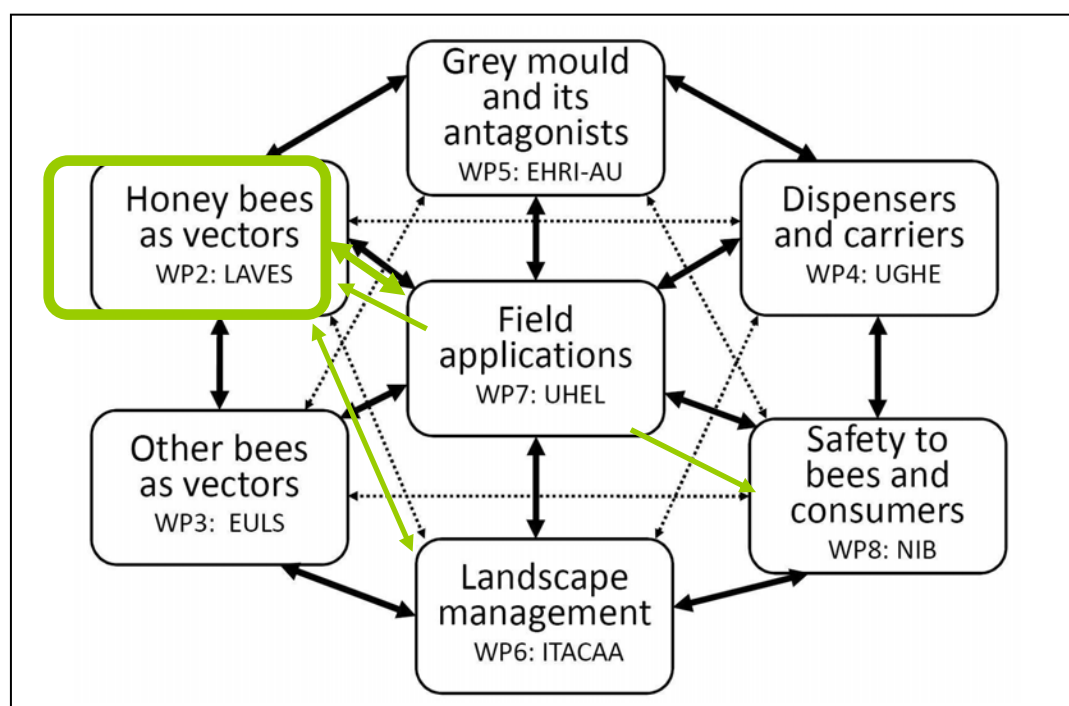 Grey mould
and its
antagonists
WP5: EHRI-AU
Honey bees
as vectors
WP2: LAVES
Dispensers
and carriers
WP4: UGHE
Field
applications
WP7: UHEL
Other bees
as vectors
WP3: EULS
Safety to
bees and
consumers
WP8: NIB
Landscape
management
WP6: ITACAA